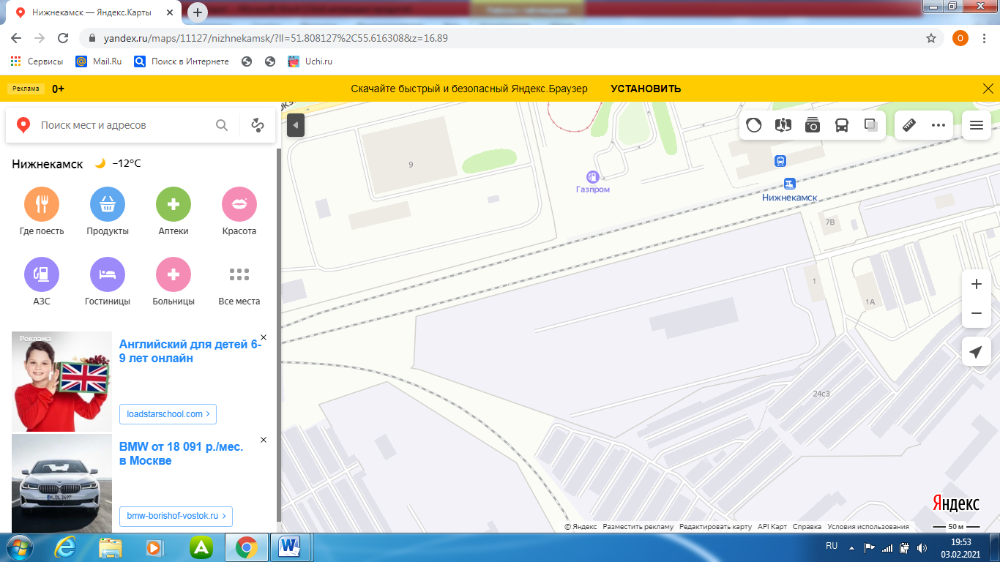 Нижнекамск — Яндекс.Карты
yandex.ru/maps/11127/nizhnekamsk/?ll=51.808127%2C55.616308&z=16.89
О
Сервисы
Mail.Ru
Поиск в Интернете
Uchi.ru
Реклама
0+
Скачайте быстрый и безопасный Яндекс.Браузер
УСТАНОВИТЬ
Поиск мест и адресов
Нижнекамск
−12°C
Где поесть
Продукты
Аптеки
Красота
АЗС
Гостиницы
Больницы
Все места
Реклама
Английский для детей 6-
9 лет онлайн
loadstarschool.com
BMW от 18 091 р./мес.
в Москве
bmw-borishof-vostok.ru
9
Газпром
Нижнекамск
7В
1
1А
24с3
Яндекс
© Яндекс
Разместить рекламу
Редактировать карту
API Карт
Справка
Условия использования
50 м
RU
19:53
03.02.2021